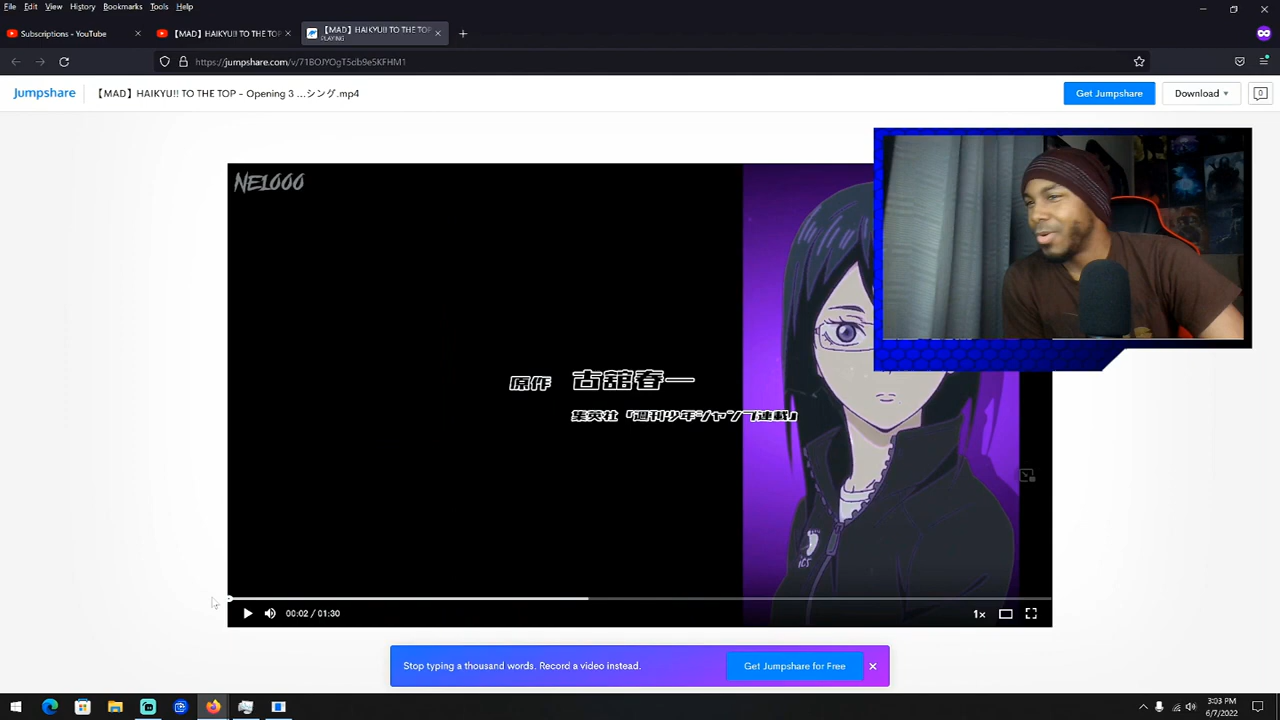 File Edit View History Bookmarks Tools Help
Subscriptions - YouTube
【MAD】HAIKYU!! TO THE TOP
【MAD】HAIKYU!! TO THE TOP
PLAYING
https://jumpshare.com/v/71BOJYOgT5db9eSKFHM1
Jumpshare
【MAD】HAIKYU!! TO THE TOP - Opening 3 ...シング.mp4
Get Jumpshare
Download
0
NE1OOO
原作 古舘春一
集英社「週刊少年ジャンプ連載」
00:02 / 01:30
1×
Stop typing a thousand words. Record a video instead.
Get Jumpshare for Free
3:03 PM
6/7/2022